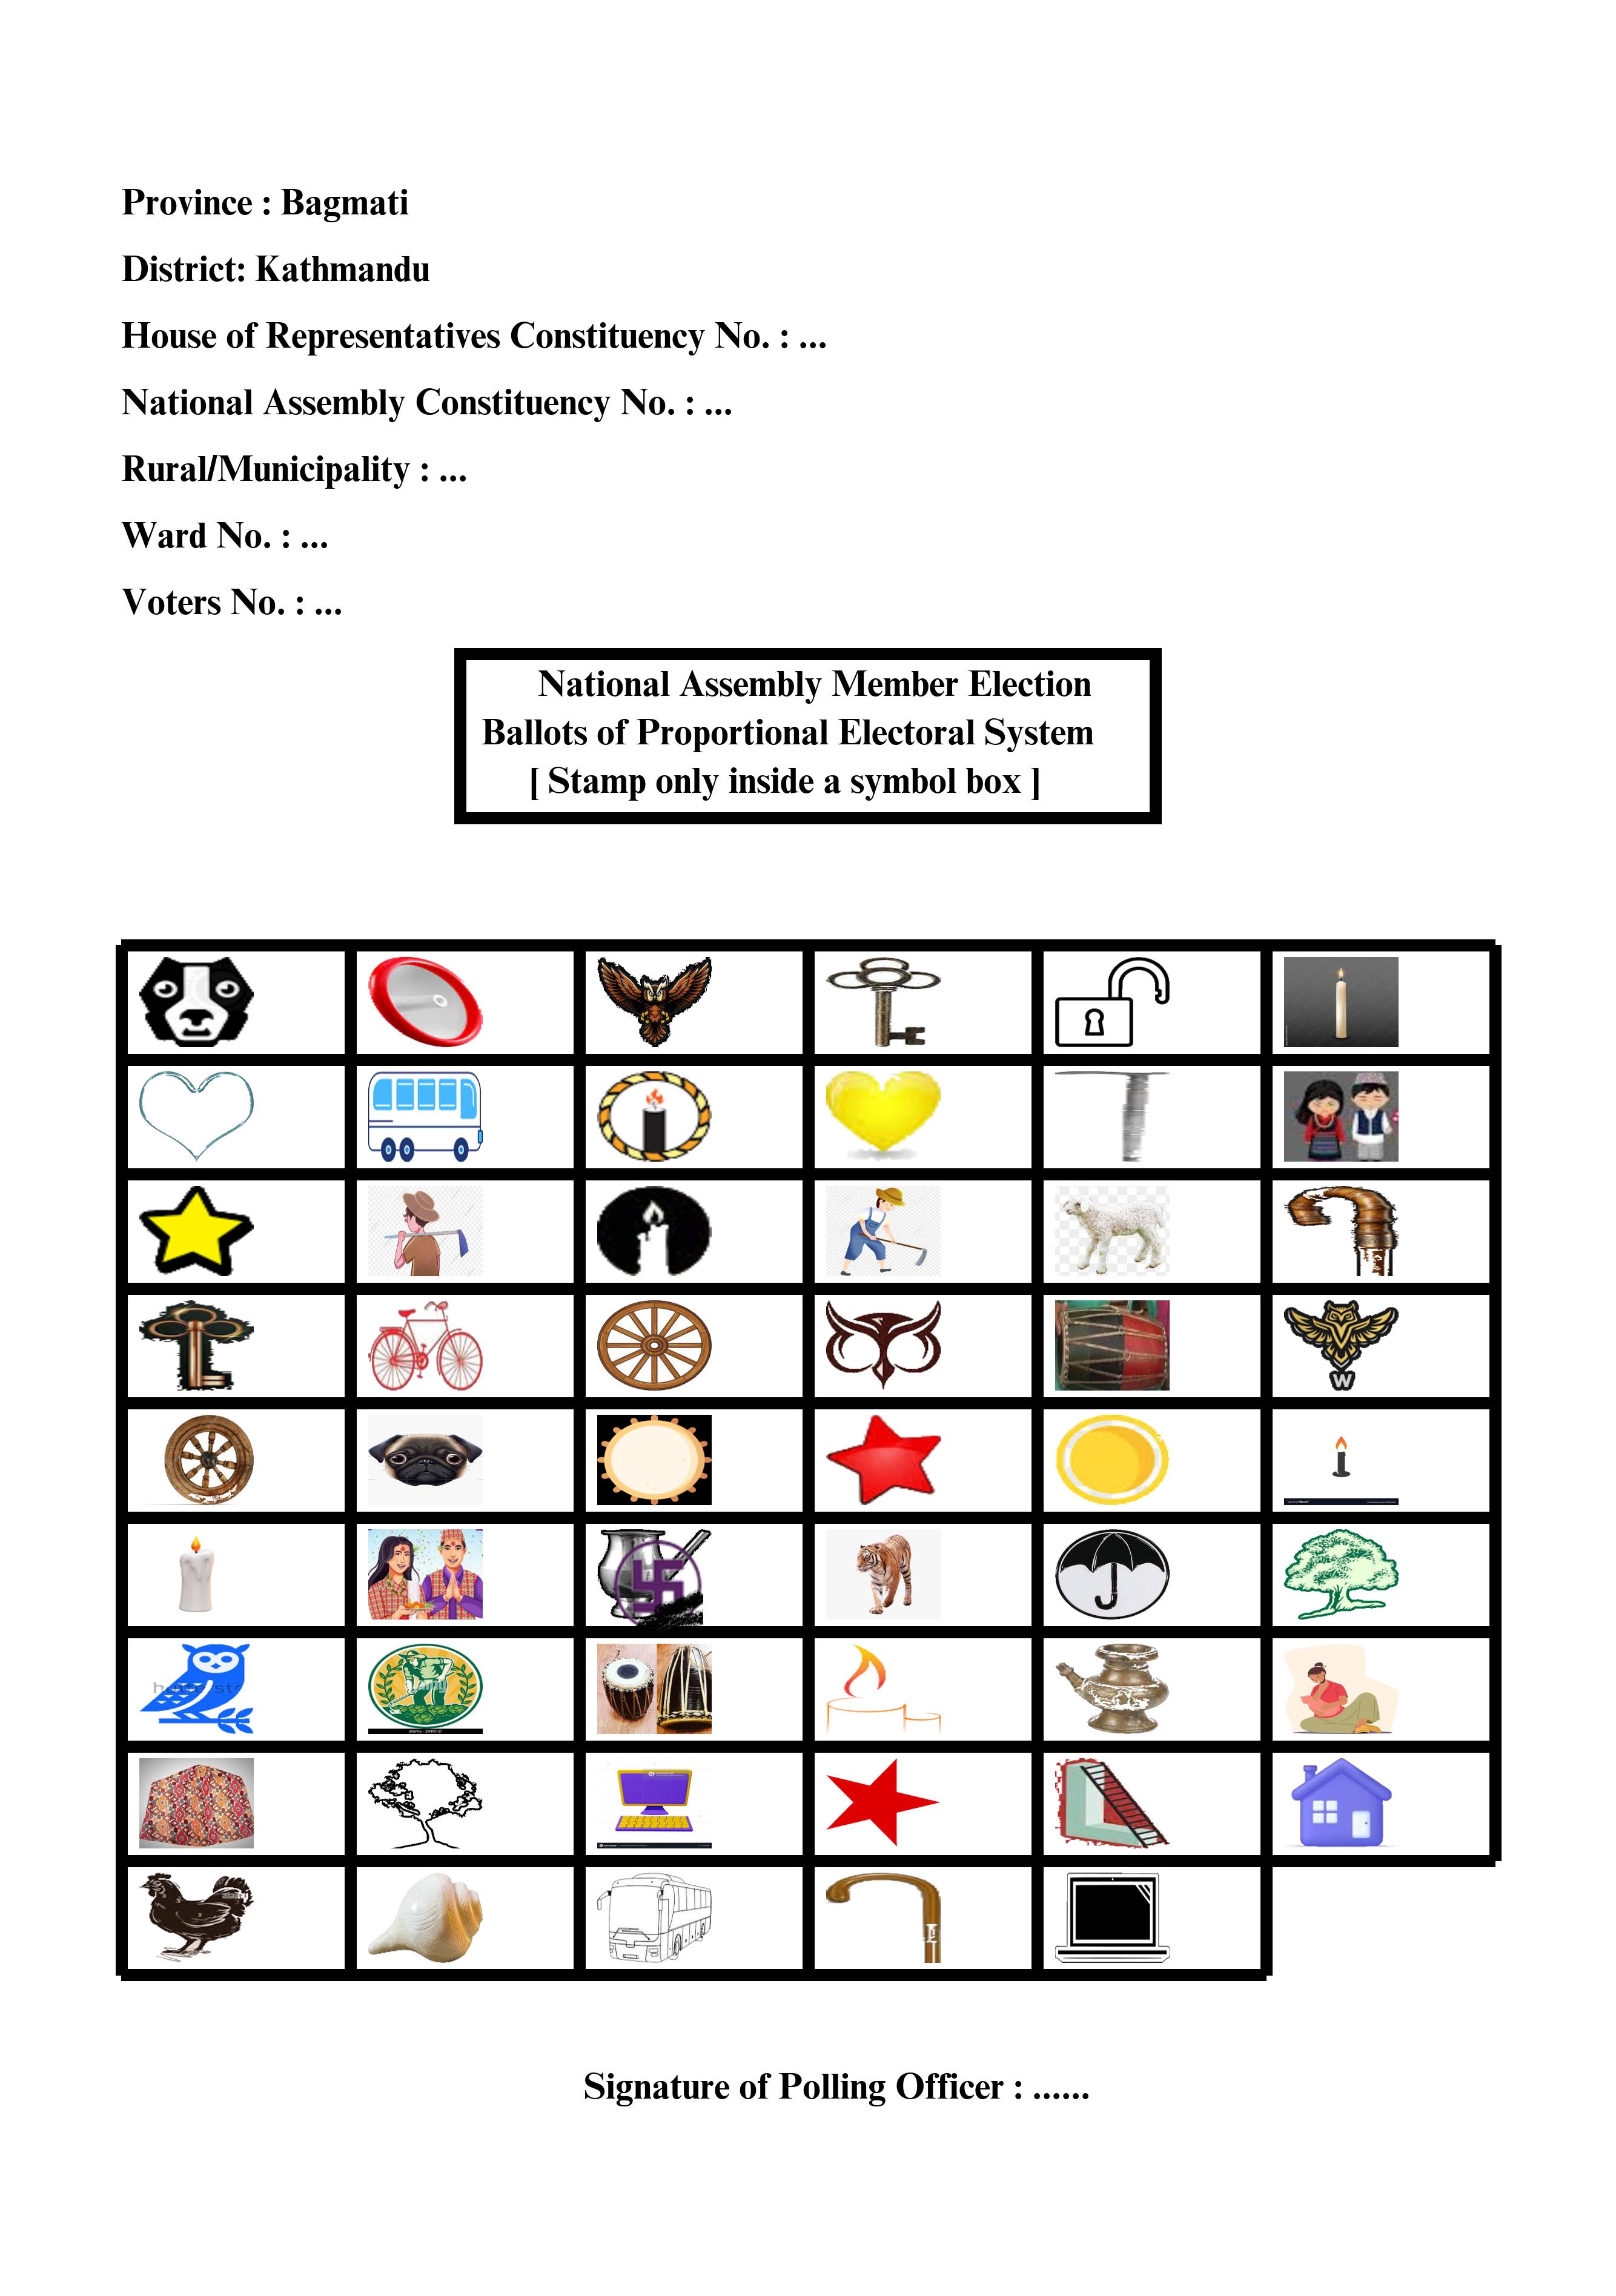 Province : Bagmati
District: Kathmandu
House of Representatives Constituency No. : ...
National Assembly Constituency No. : ...
Rural/Municipality : ...
Ward No. : ...
Voters No. : ...
National Assembly Member Election
Ballots of Proportional Electoral System
[ Stamp only inside a symbol box ]
W
Signature of Polling Officer : ......